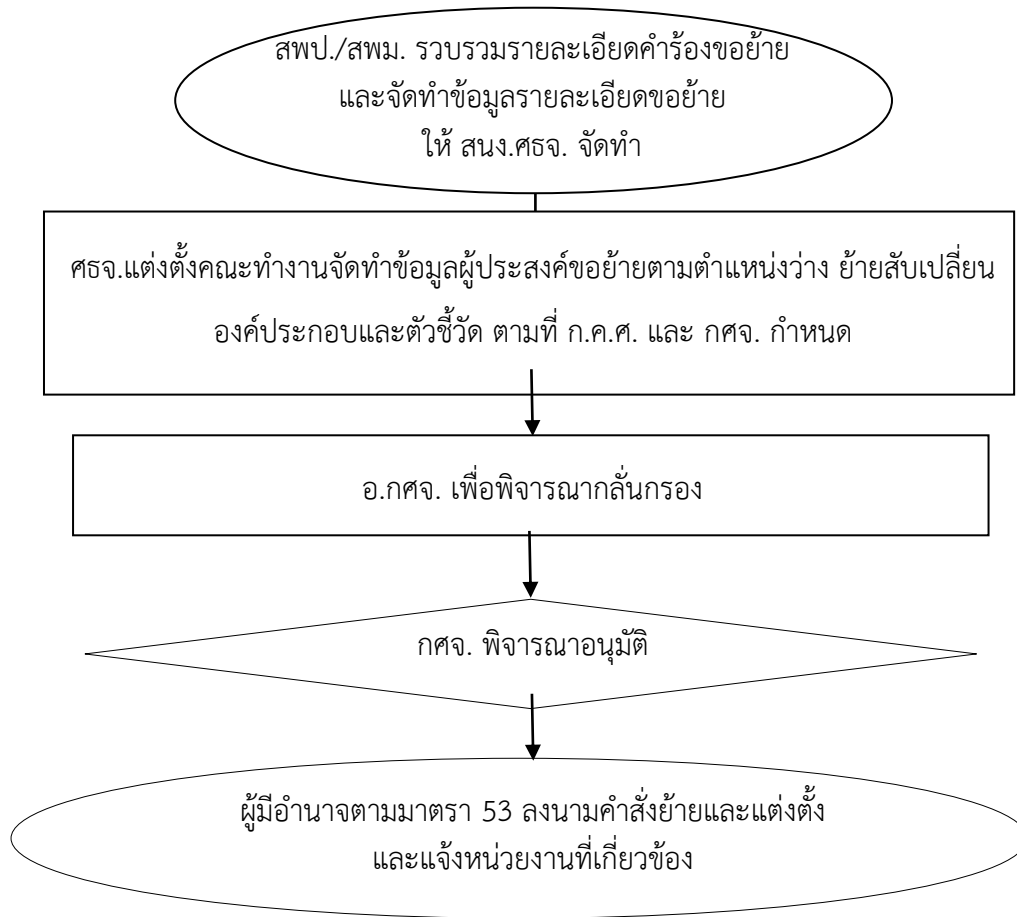 สพป./สพม. รวบรวมรายละเอียดคำร้องขอย้าย
และจัดทำข้อมูลรายละเอียดขอย้าย
ให้ สนง.ศธจ. จัดทำ
ศธจ.แต่งตั้งคณะทำงานจัดทำข้อมูลผู้ประสงค์ขอย้ายตามตำแหน่งว่าง ย้ายสับเปลี่ยน
องค์ประกอบและตัวชี้วัด ตามที่ ก.ค.ศ. และ กศจ. กำหนด
อ.กศจ. เพื่อพิจารณากลั่นกรอง
กศจ. พิจารณาอนุมัติ
ผู้มีอำนาจตามมาตรา 53 ลงนามคำสั่งย้ายและแต่งตั้ง
และแจ้งหน่วยงานที่เกี่ยวข้อง